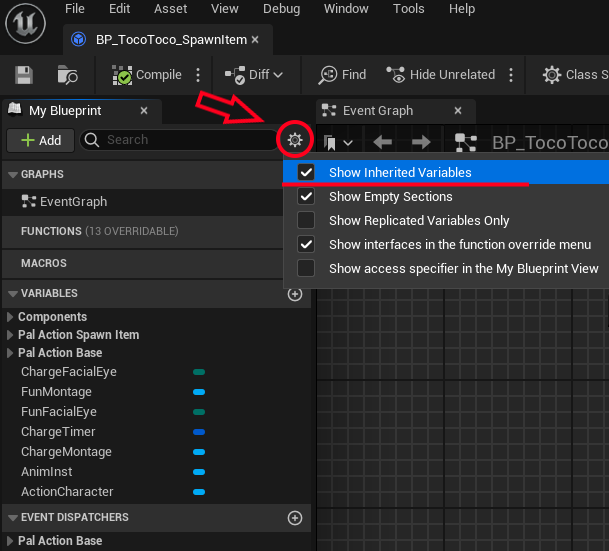 File Edit Asset View Debug Window Tools Help
BP_TocoToco_SpawnItem
Compile Diff Find Hide Unrelated Class S
My Blueprint Event Graph
Add Search BP_TocoToco
Show Inherited Variables
GRAPHS
Show Empty Sections
EventGraph
Show Replicated Variables Only
FUNCTIONS (13 OVERRIDABLE)
Show interfaces in the function override menu
MACROS
Show access specifier in the My Blueprint View
VARIABLES
Components
Pal Action Spawn Item
Pal Action Base
ChargeFacialEye
FunMontage
FunFacialEye
ChargeTimer
ChargeMontage
AnimInst
ActionCharacter
EVENT DISPATCHERS
Pal Action Base